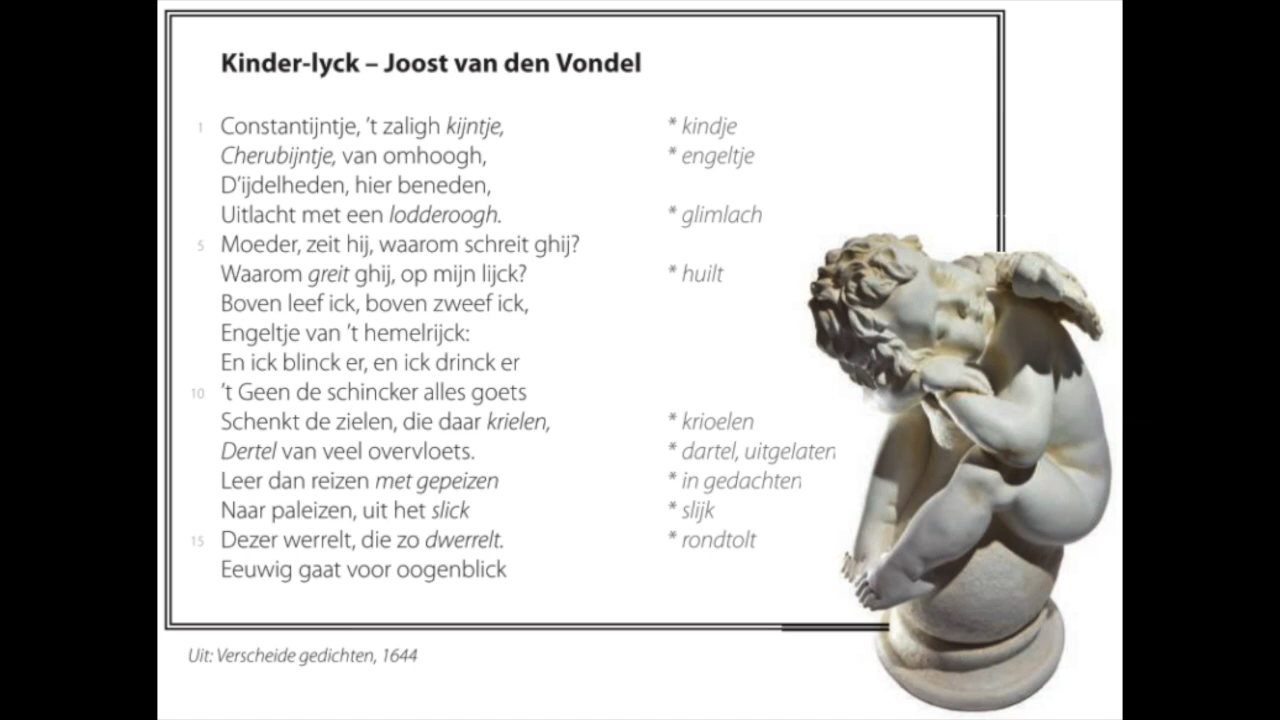 Kinder-lyck – Joost van den Vondel
1 Constantijntje, 't zaligh kijntje, * kindje
Cherubijntje, van omhoogh, * engeltje
D'ijdelheden, hier beneden,
Uitlacht met een lodderoogh. * glimlach
5 Moeder, zeit hij, waarom schreit ghij?
Waarom greit ghij, op mijn lijck? * huilt
Boven leef ick, boven zweef ick,
Engeltje van 't hemelrijck:
En ick blinck er, en ick drinck er
10 't Geen de schincker alles goets
Schenkt de zielen, die daar krielen, * krioelen
Dertel van veel overvloets. * dartel, uitgelaten
Leer dan reizen met gepeizen * in gedachten
Naar paleizen, uit het slick * slijk
15 Dezer werrelt, die zo dwerrelt. * rondtolt
Eeuwig gaat voor oogenblick
Uit: Verscheide gedichten, 1644